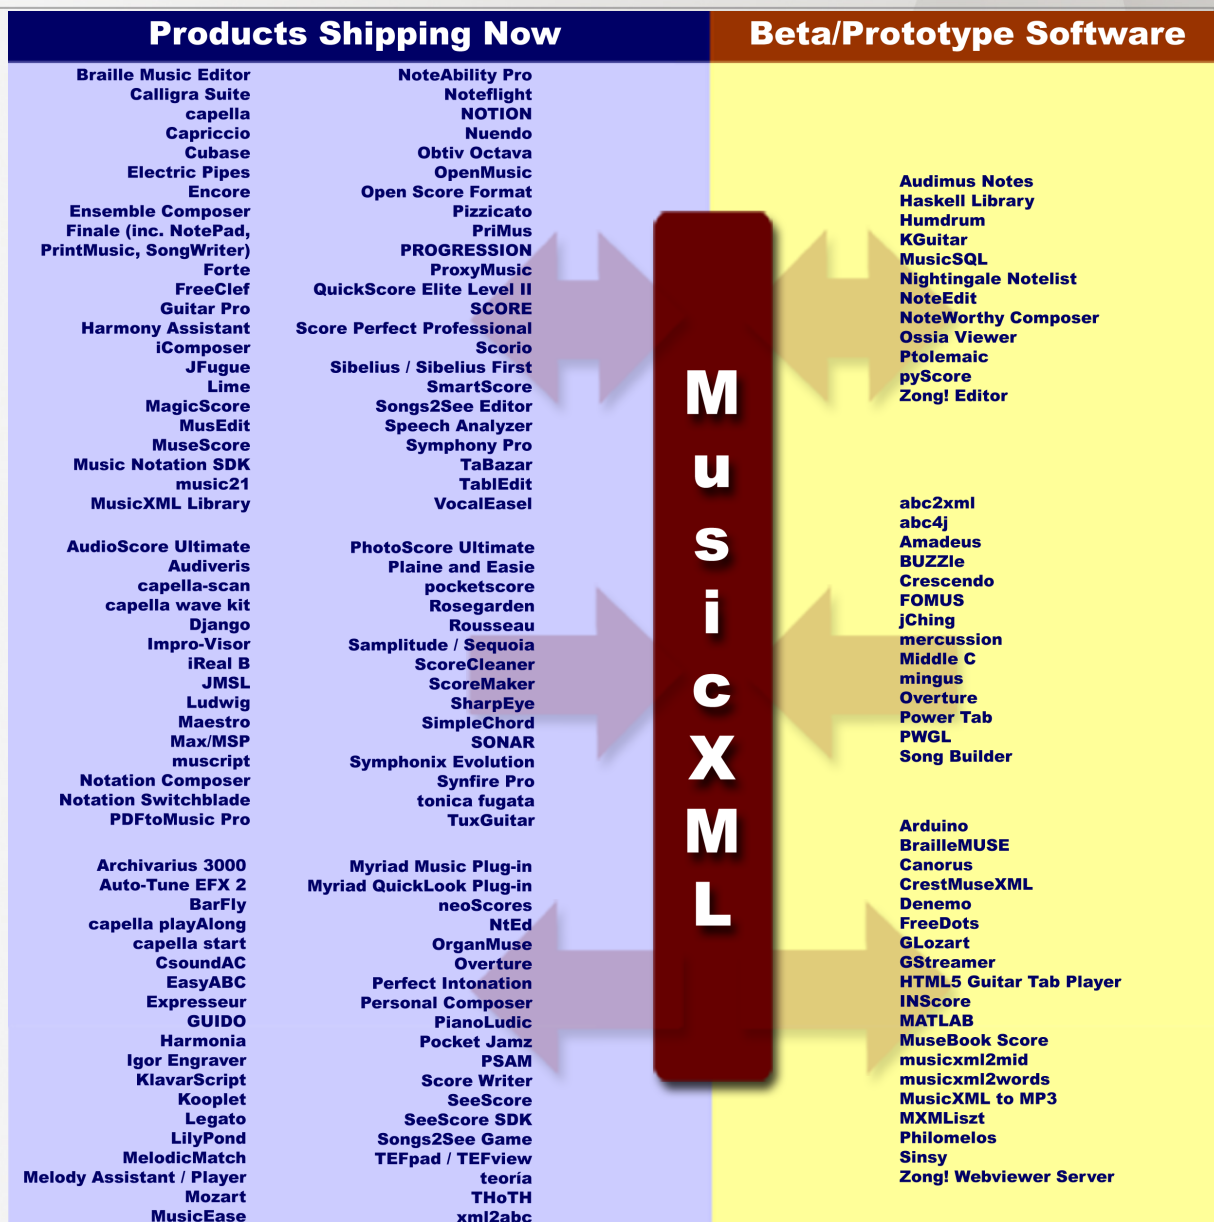 Products Shipping Now
Beta/Prototype Software
Braille Music Editor
Calligra Suite
capella
Capriccio
Cubase
Electric Pipes
Encore
Ensemble Composer
Finale (inc. NotePad,
PrintMusic, SongWriter)
Forte
FreeClef
Guitar Pro
Harmony Assistant
iComposer
JFugue
Lime
MagicScore
MusEdit
MuseScore
Music Notation SDK
music21
MusicXML Library
NoteAbility Pro
Noteflight
NOTION
Nuendo
Obtiv Octava
OpenMusic
Open Score Format
Pizzicato
PriMus
PROGRESSION
ProxyMusic
QuickScore Elite Level II
SCORE
Score Perfect Professional
Scorio
Sibelius / Sibelius First
SmartScore
Songs2See Editor
Speech Analyzer
Symphony Pro
TaBazar
TablEdit
VocalEasel
AudioScore Ultimate
Audiveris
capella-scan
capella wave kit
Django
Impro-Visor
iReal B
JMSL
Ludwig
Maestro
Max/MSP
muscript
Notation Composer
Notation Switchblade
PDFtoMusic Pro
PhotoScore Ultimate
Plaine and Easie
pocketscore
Rosegarden
Rousseau
Samplitude / Sequoia
ScoreCleaner
ScoreMaker
SharpEye
SimpleChord
SONAR
Symphonix Evolution
Synfire Pro
tonica fugata
TuxGuitar
Archivarius 3000
Auto-Tune EFX 2
BarFly
capella playAlong
capella start
CsoundAC
EasyABC
Expresseur
GUIDO
Harmonia
Igor Engraver
KlavarScript
Kooplet
Legato
LilyPond
MelodicMatch
Melody Assistant / Player
Mozart
MusicEase
Myriad Music Plug-in
Myriad QuickLook Plug-in
neoScores
NtEd
OrganMuse
Overture
Perfect Intonation
Personal Composer
PianoLudic
Pocket Jamz
PSAM
Score Writer
SeeScore
SeeScore SDK
Songs2See Game
TEFpad / TEFview
teoría
THoTH
xml2abc
MusicXML
Audimus Notes
Haskell Library
Humdrum
KGuitar
MusicSQL
Nightingale Notelist
NoteEdit
NoteWorthy Composer
Ossia Viewer
Ptolemaic
pyScore
Zong! Editor
abc2xml
abc4j
Amadeus
BUZZle
Crescendo
FOMUS
jChing
mercussion
Middle C
mingus
Overture
Power Tab
PWGL
Song Builder
Arduino
BrailleMUSE
Canorus
CrestMuseXML
Denemo
FreeDots
GLozart
GStreamer
HTML5 Guitar Tab Player
INScore
MATLAB
MuseBook Score
musicxml2mid
musicxml2words
MusicXML to MP3
MXMLiszt
Philomelos
Sinsy
Zong! Webviewer Server